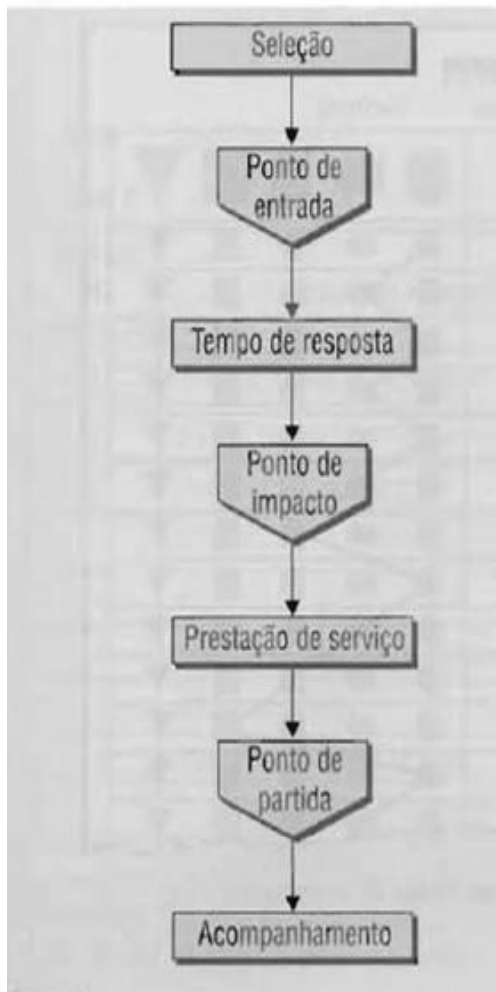 Seleção
Ponto de
entrada
Tempo de resposta
Ponto de
impacto
Prestação de serviço
Ponto de
partida
Acompanhamento